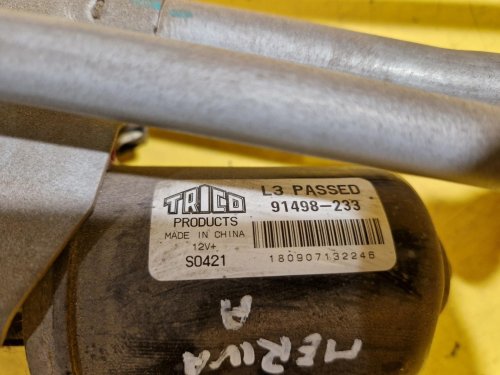 TRICO
PRODUCTS
MADE IN CHINA
12V+
S0421
L3 PASSED
91498-233
180907132246
MERIVA
A